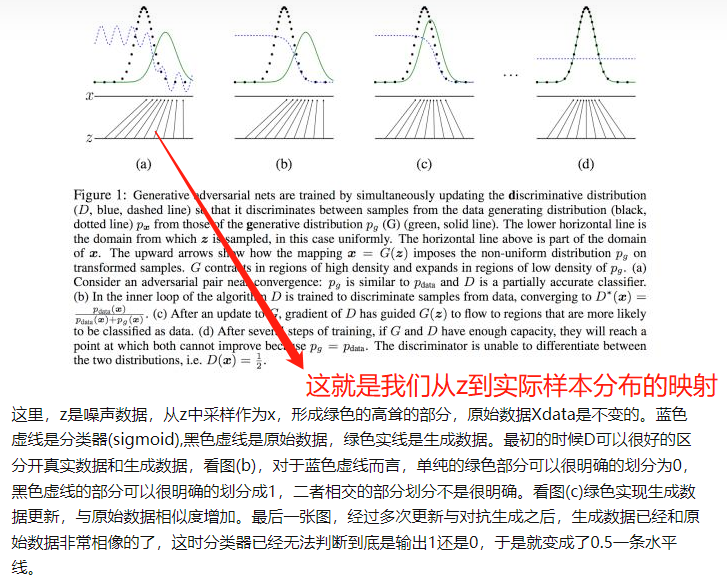 x
z
...
(a)
(b)
(c)
(d)
Figure 1: Generative adversarial nets are trained by simultaneously updating the discriminative distribution
(D, blue, dashed line) so that it discriminates between samples from the data generating distribution (black,
dotted line) px from those of the generative distribution pg (G) (green, solid line). The lower horizontal line is
the domain from which z is sampled, in this case uniformly. The horizontal line above is part of the domain
of x. The upward arrows show how the mapping x = G(z) imposes the non-uniform distribution pg on
transformed samples. G contracts in regions of high density and expands in regions of low density of pg. (a)
Consider an adversarial pair near convergence: pg is similar to pdata and D is a partially accurate classifier.
(b) In the inner loop of the algorithm D is trained to discriminate samples from data, converging to D*(x) =
pdata(x)/(pdata(x)+pg(x)). (c) After an update to G, gradient of D has guided G(z) to flow to regions that are more likely
to be classified as data. (d) After several steps of training, if G and D have enough capacity, they will reach a
point at which both cannot improve because pg = pdata. The discriminator is unable to differentiate between
the two distributions, i.e. D(x) = 1/2.
这就是我们从z到实际样本分布的映射
这里，z是噪声数据，从z中采样作为x，形成绿色的高耸的部分，原始数据Xdata是不变的。蓝色
虚线是分类器(sigmoid),黑色虚线是原始数据，绿色实线是生成数据。最初的时候D可以很好的区
分开真实数据和生成数据，看图(b)，对于蓝色虚线而言，单纯的绿色部分可以很明确的划分为0，
黑色虚线的部分可以很明确的划分成1，二者相交的部分划分不是很明确。看图(c)绿色实现生成数
据更新，与原始数据相似度增加。最后一张图，经过多次更新与对抗生成之后，生成数据已经和原
始数据非常相像的了，这时分类器已经无法判断到底是输出1还是0，于是就变成了0.5一条水平
线。